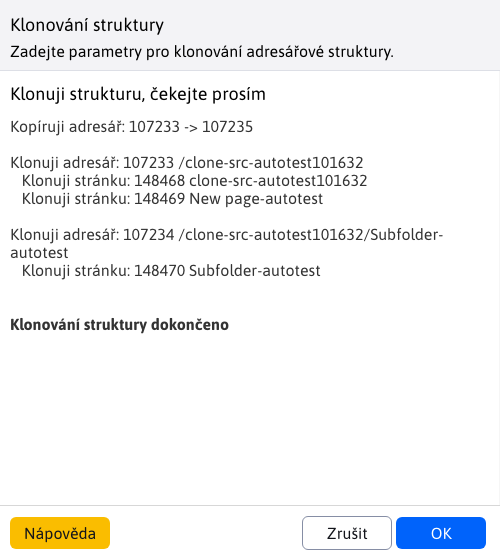 Klonování struktury
Zadejte parametry pro klonování adresářové struktury.
Klonuji strukturu, čekejte prosím
Kopíruji adresář: 107233 -> 107235
Klonuji adresář: 107233 /clone-src-autotest101632
Klonuji stránku: 148468 clone-src-autotest101632
Klonuji stránku: 148469 New page-autotest
Klonuji adresář: 107234 /clone-src-autotest101632/Subfolder-
autotest
Klonuji stránku: 148470 Subfolder-autotest
Klonování struktury dokončeno
Nápověda
Zrušit
OK